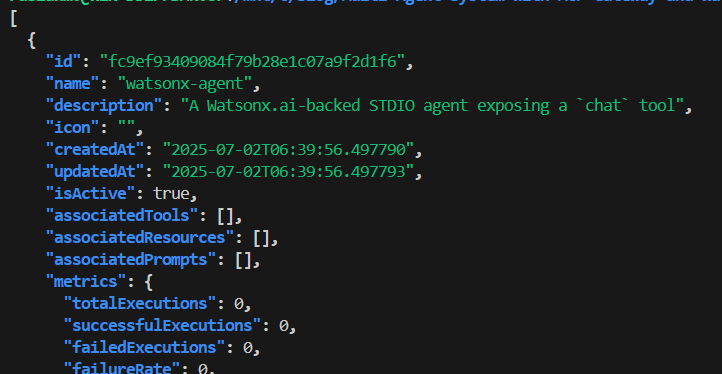 [
{
"id": "fc9ef93409084f79b28e1c07a9f2d1f6",
"name": "watsonx-agent",
"description": "A Watsonx.ai-backed STDIO agent exposing a `chat` tool",
"icon": "",
"createdAt": "2025-07-02T06:39:56.497790",
"updatedAt": "2025-07-02T06:39:56.497793",
"isActive": true,
"associatedTools": [],
"associatedResources": [],
"associatedPrompts": [],
"metrics": {
"totalExecutions": 0,
"successfulExecutions": 0,
"failedExecutions": 0,
"failureRate": 0,